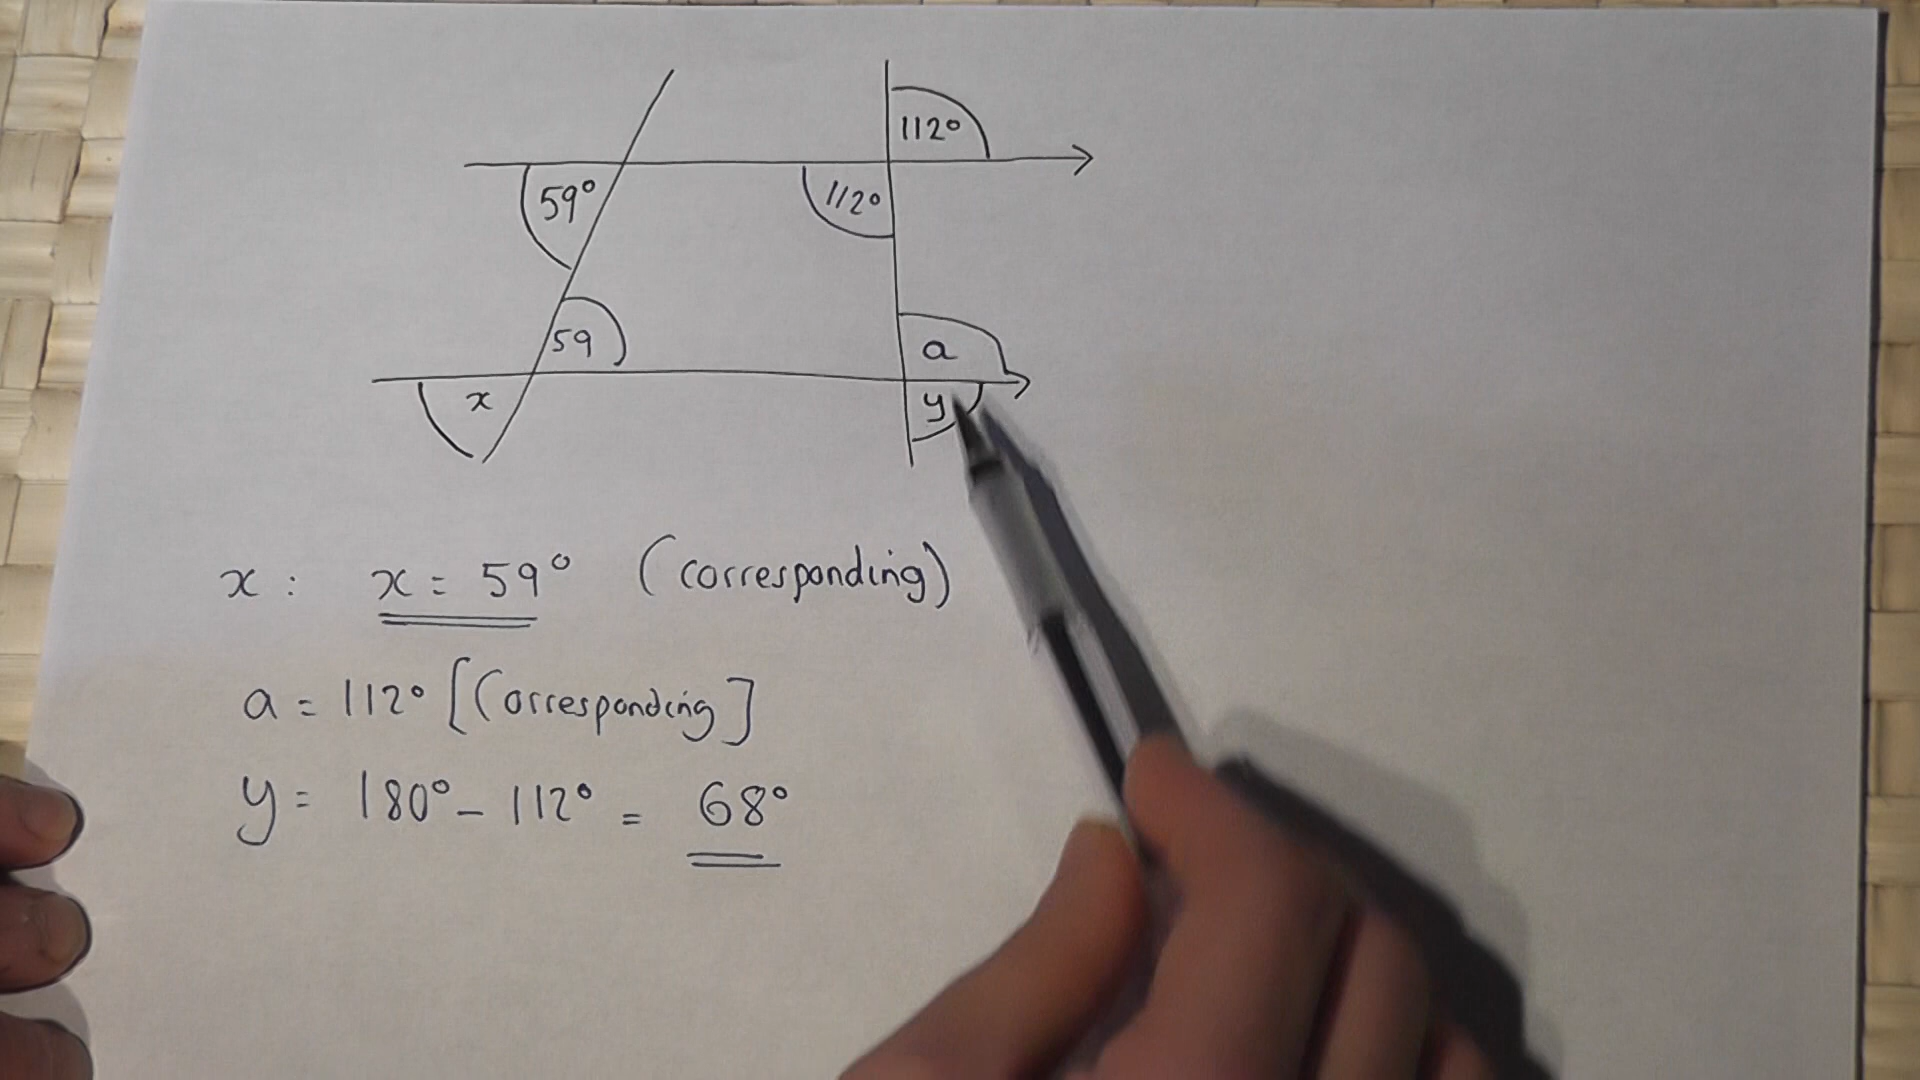 112°
59°
112°
59
a
x
y
x : x = 59° (corresponding)
a = 112° [Corresponding]
y = 180° - 112° = 68°